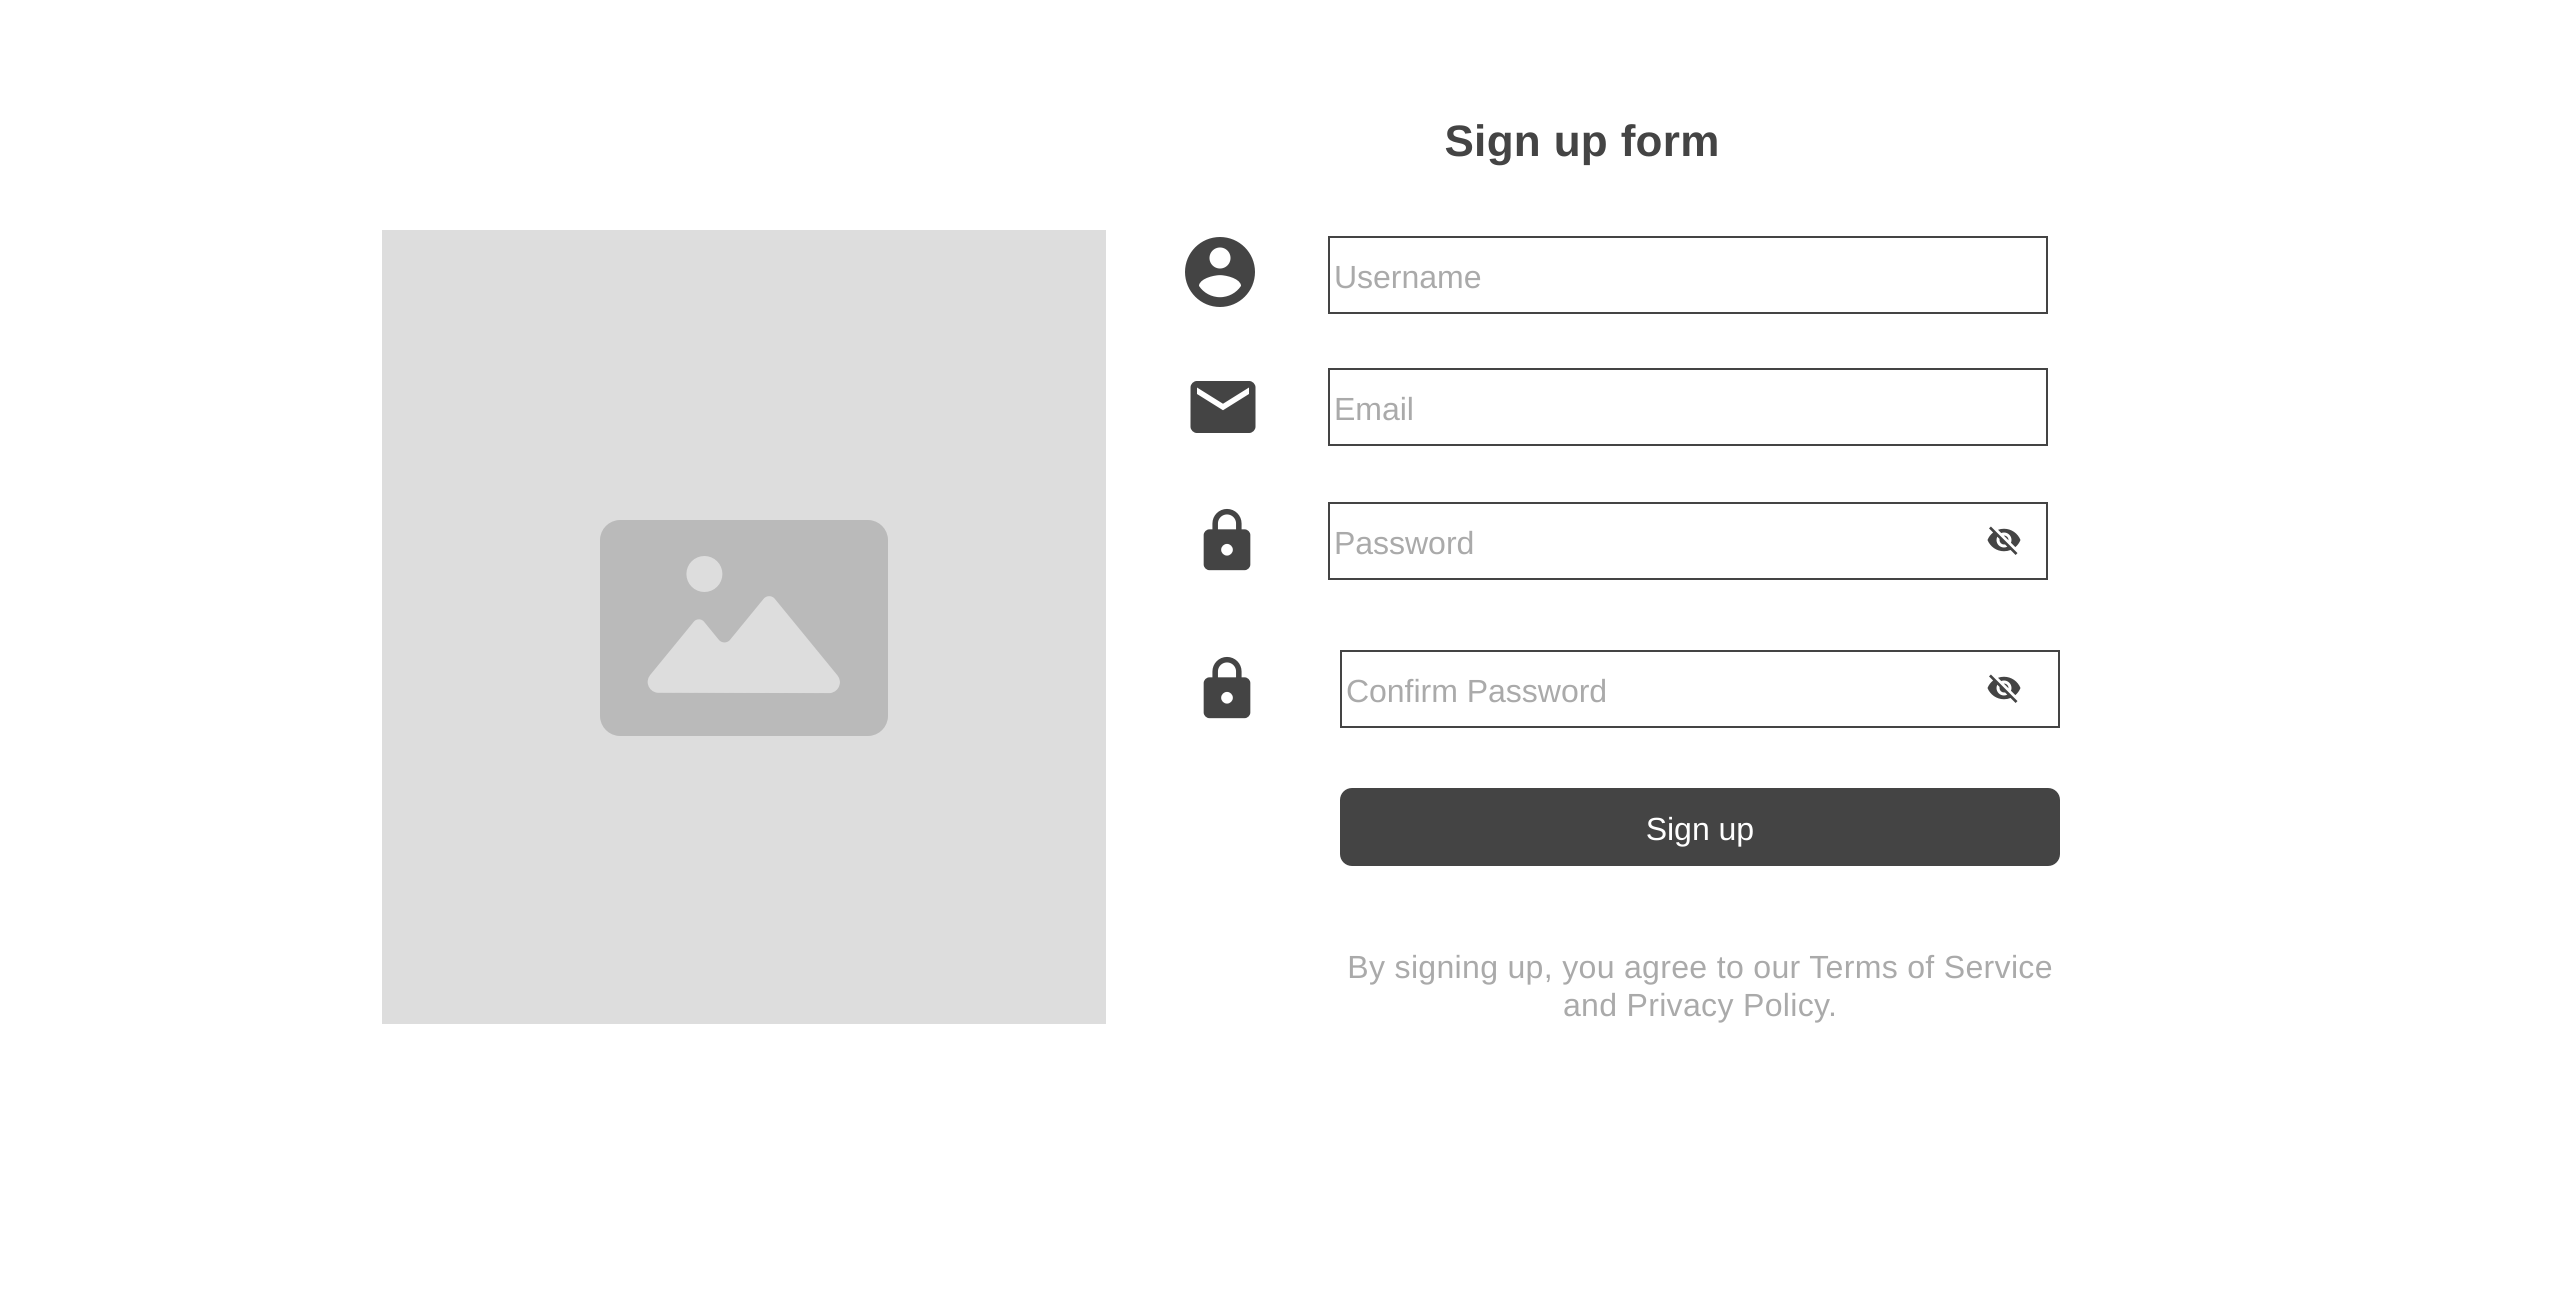 Sign up form
Username
Email
Password
Confirm Password
Sign up
By signing up, you agree to our Terms of Service
and Privacy Policy.